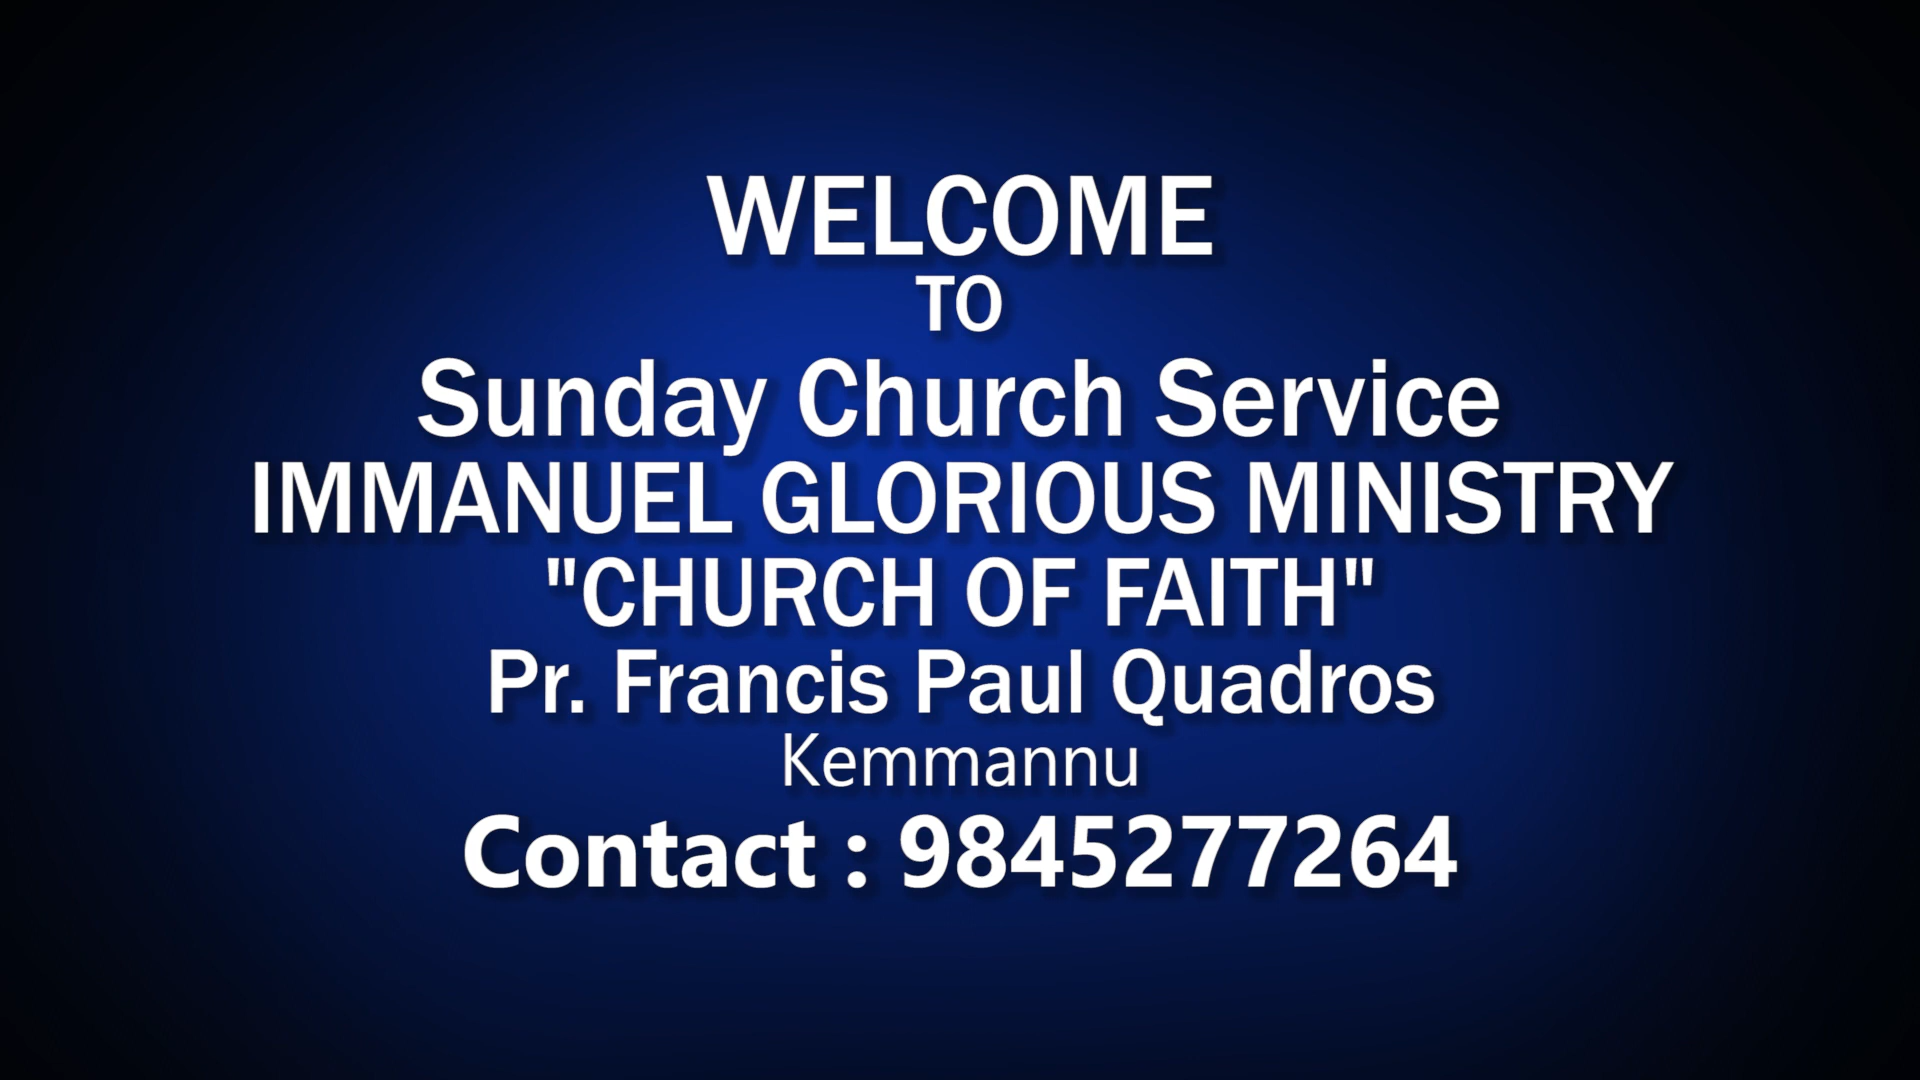 WELCOME
TO
Sunday Church Service
IMMANUEL GLORIOUS MINISTRY
"CHURCH OF FAITH"
Pr. Francis Paul Quadros
Kemmannu
Contact : 9845277264